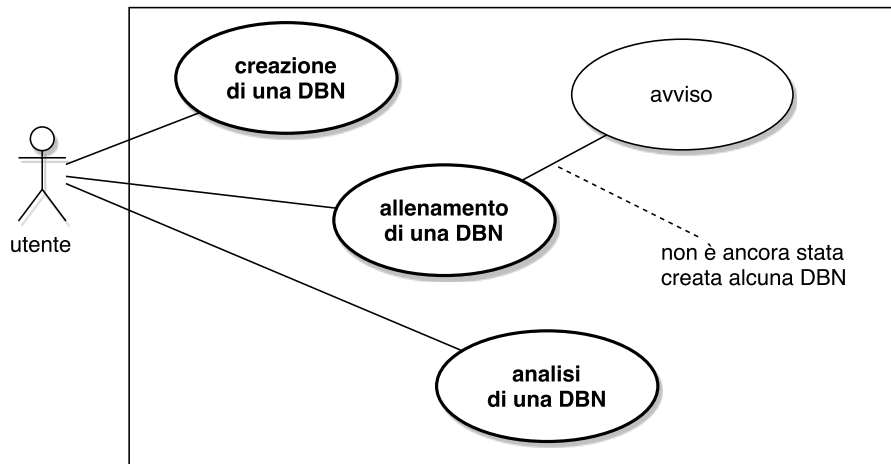 creazione
di una DBN
avviso
utente
allenamento
di una DBN
non è ancora stata
creata alcuna DBN
analisi
di una DBN